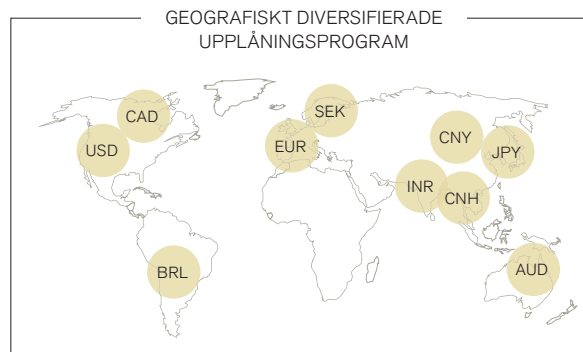 GEOGRAFISKT DIVERSIFIERADE
UPPLÅNINGSPROGRAM
CAD
SEK
USD
EUR
CNY
JPY
INR
CNH
BRL
AUD